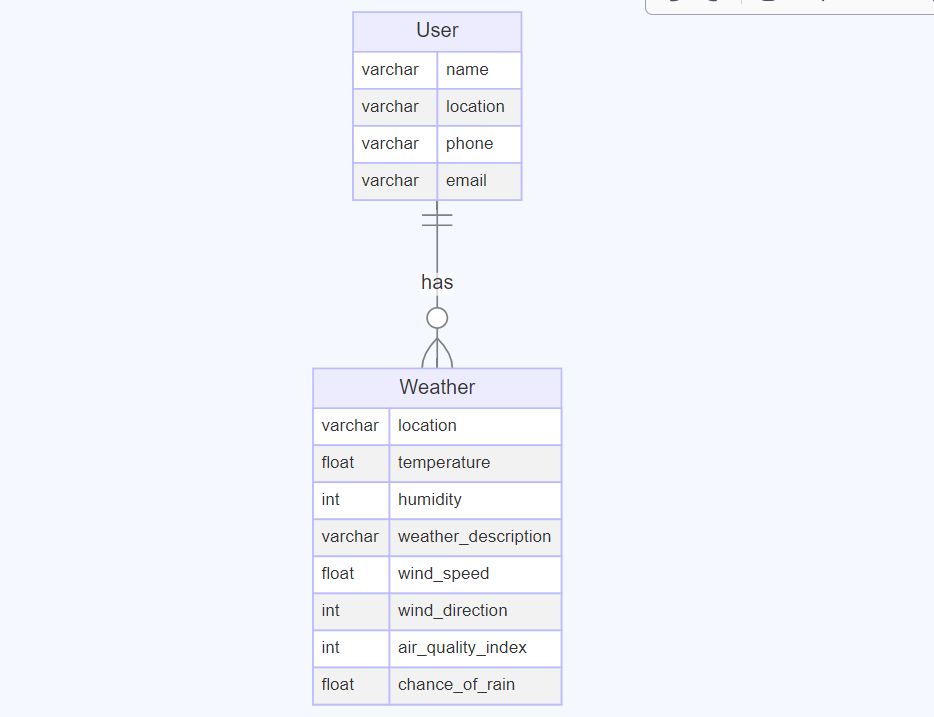 User
varchar name
varchar location
varchar phone
varchar email
has
Weather
varchar location
float temperature
int humidity
varchar weather_description
float wind_speed
int wind_direction
int air_quality_index
float chance_of_rain